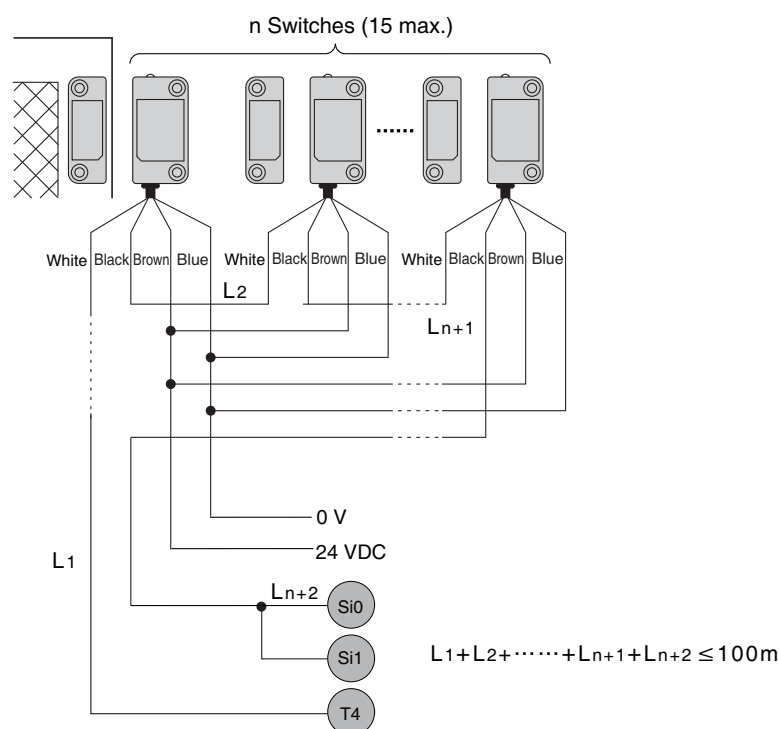 n Switches (15 max.)
White Black Brown Blue White Black Brown Blue White Black Brown Blue
L2
Ln+1
0 V
24 VDC
L1
Ln+2
Si0
Si1
L1+L2+⋯⋯+Ln+1+Ln+2 ≤ 100m
T4